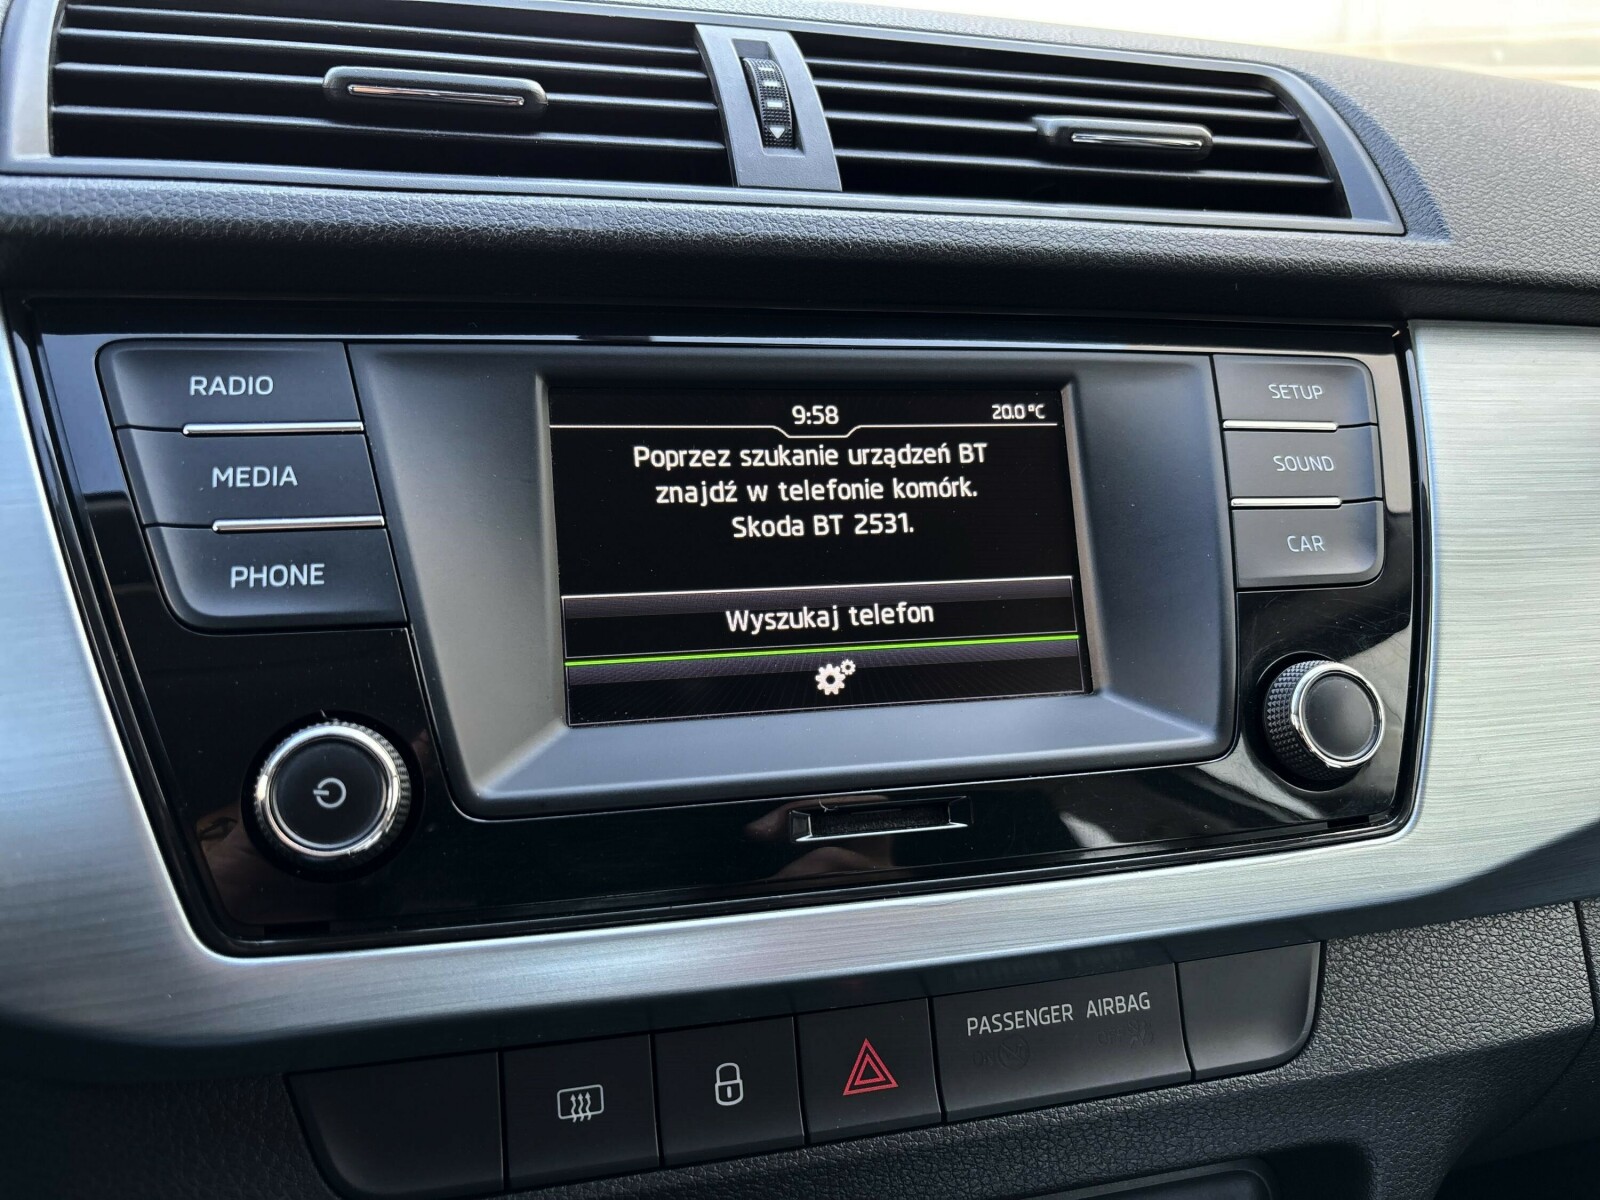 RADIO
MEDIA
PHONE
9:58
20.0 °C
Poprzez szukanie urządzeń BT
znajdź w telefonie komórk.
Skoda BT 2531.
Wyszukaj telefon
SETUP
SOUND
CAR
PASSENGER AIRBAG